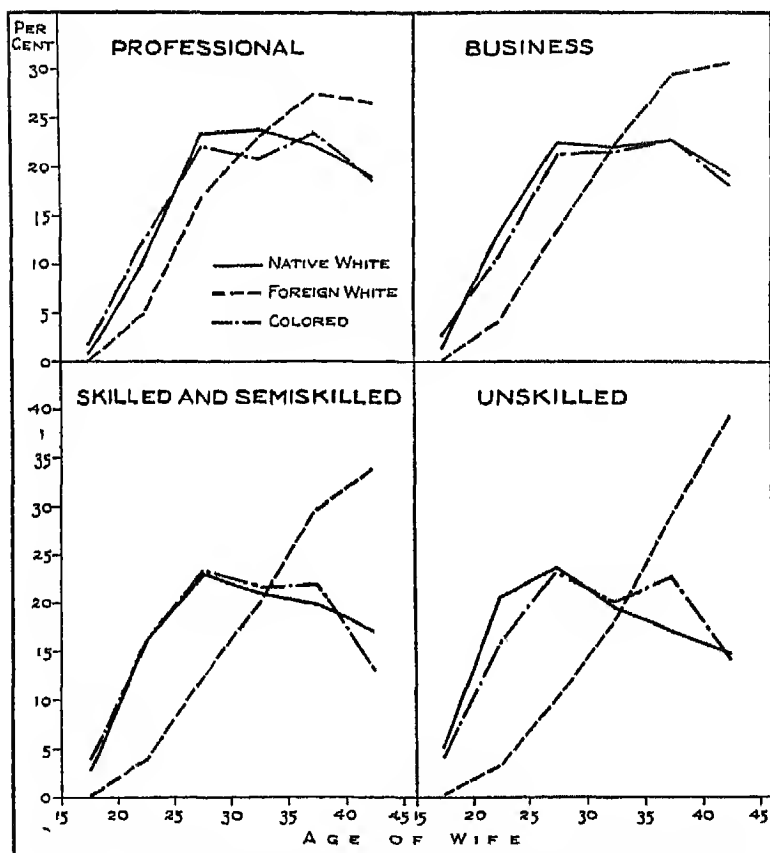 PER
CENT
PROFESSIONAL
BUSINESS
30
25
20
15
10
5
0
NATIVE WHITE
FOREIGN WHITE
COLORED
SKILLED AND SEMISKILLED
UNSKILLED
40
35
30
25
20
15
10
5
0
15 20 25 30 35 40 45 15 20 25 30 35 40 45
AGE OF WIFE